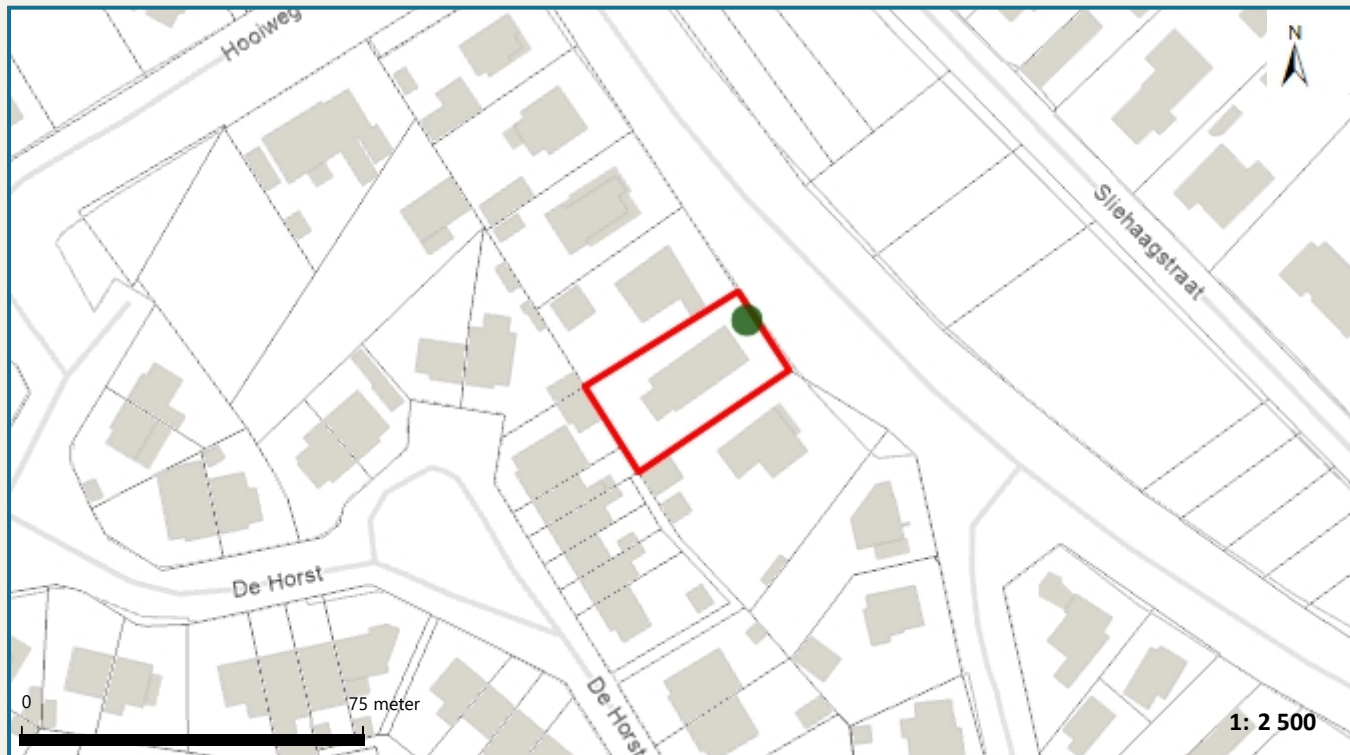 Hooiweg
N
Sliehaagstraat
De Horst
De Horst
0
75 meter
1: 2 500